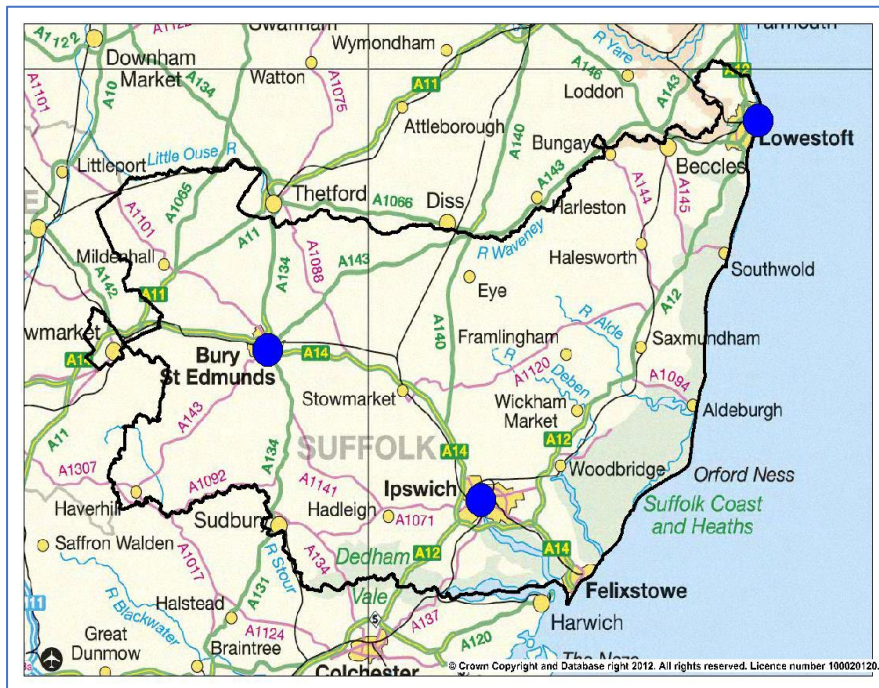 Swaffham
Yarmouth
A1122
Downham
Market
A10
A134
A1101
Watton
A1075
Wymondham
A11
Attleborough
A140
R Yare
A146
Loddon
A143
A12
Lowestoft
Bungay
Beccles
Littleport
Little Ouse R
A1065
Thetford
A1066
Diss
A143
Harleston
A144
A145
R Waveney
Halesworth
Southwold
A1101
Mildenhall
A11
A134
A1088
A143
A142
A11
Eye
A140
A12
Framlingham
R Alde
Saxmundham
wmarket
Bury
St Edmunds
A14
Stowmarket
A1120
R
Deben
A1094
Wickham
Market
Aldeburgh
A143
A11
A134
SUFFOLK
A14
A12
Woodbridge
Orford Ness
A1307
A1092
A1141
Ipswich
Suffolk Coast
and Heaths
Haverhill
Sudbury
Hadleigh
A1071
Saffron Walden
A1017
R Stour
A134
Dedham
Vale
A12
A14
Felixstowe
R Blackwater
Halstead
A131
A1124
A137
A120
Harwich
11
Great
Dunmow
Braintree
Colchester
The Naze
© Crown Copyright and Database right 2012. All rights reserved. Licence number 100020120.